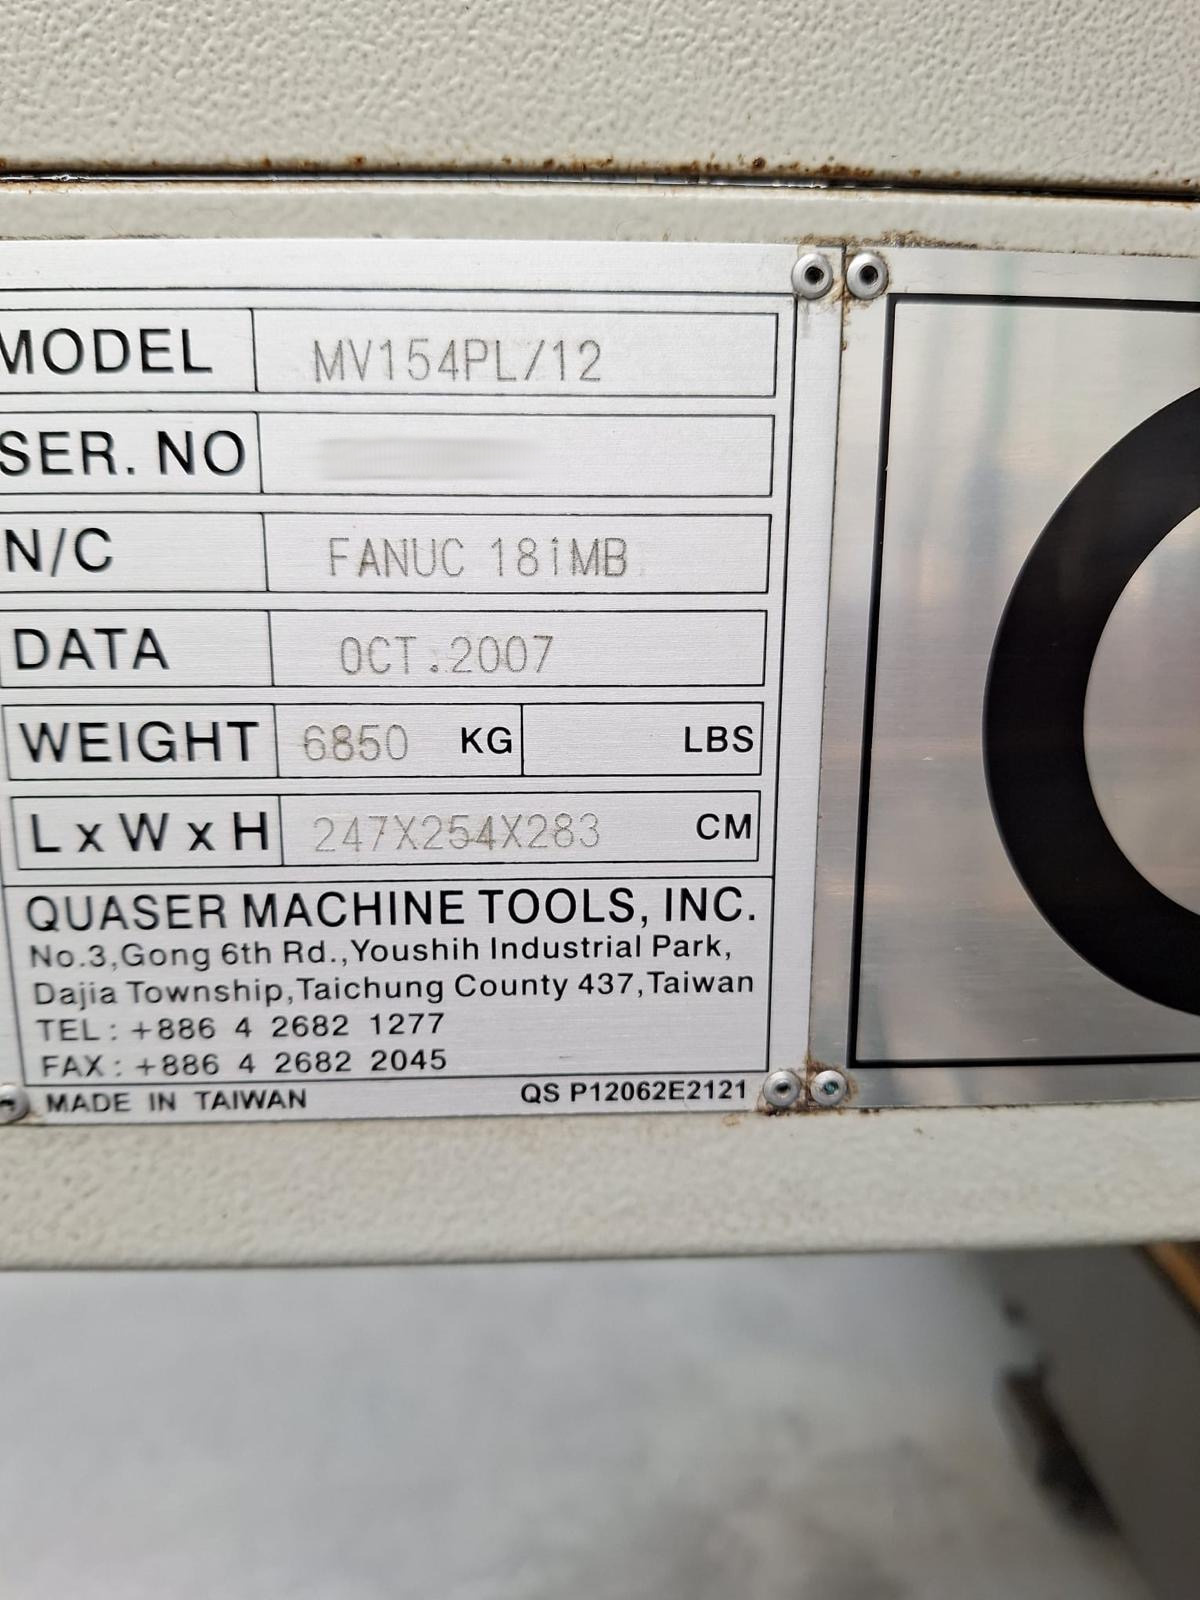 MODEL MV154PL/12
SER. NO
N/C FANUC 18iMB
DATA OCT.2007
WEIGHT 6850 KG LBS
L x W x H 247X254X283 CM
QUASER MACHINE TOOLS, INC.
No.3,Gong 6th Rd.,Youshih Industrial Park,
Dajia Township,Taichung County 437,Taiwan
TEL : +886 4 2682 1277
FAX : +886 4 2682 2045
MADE IN TAIWAN QS P12062E2121